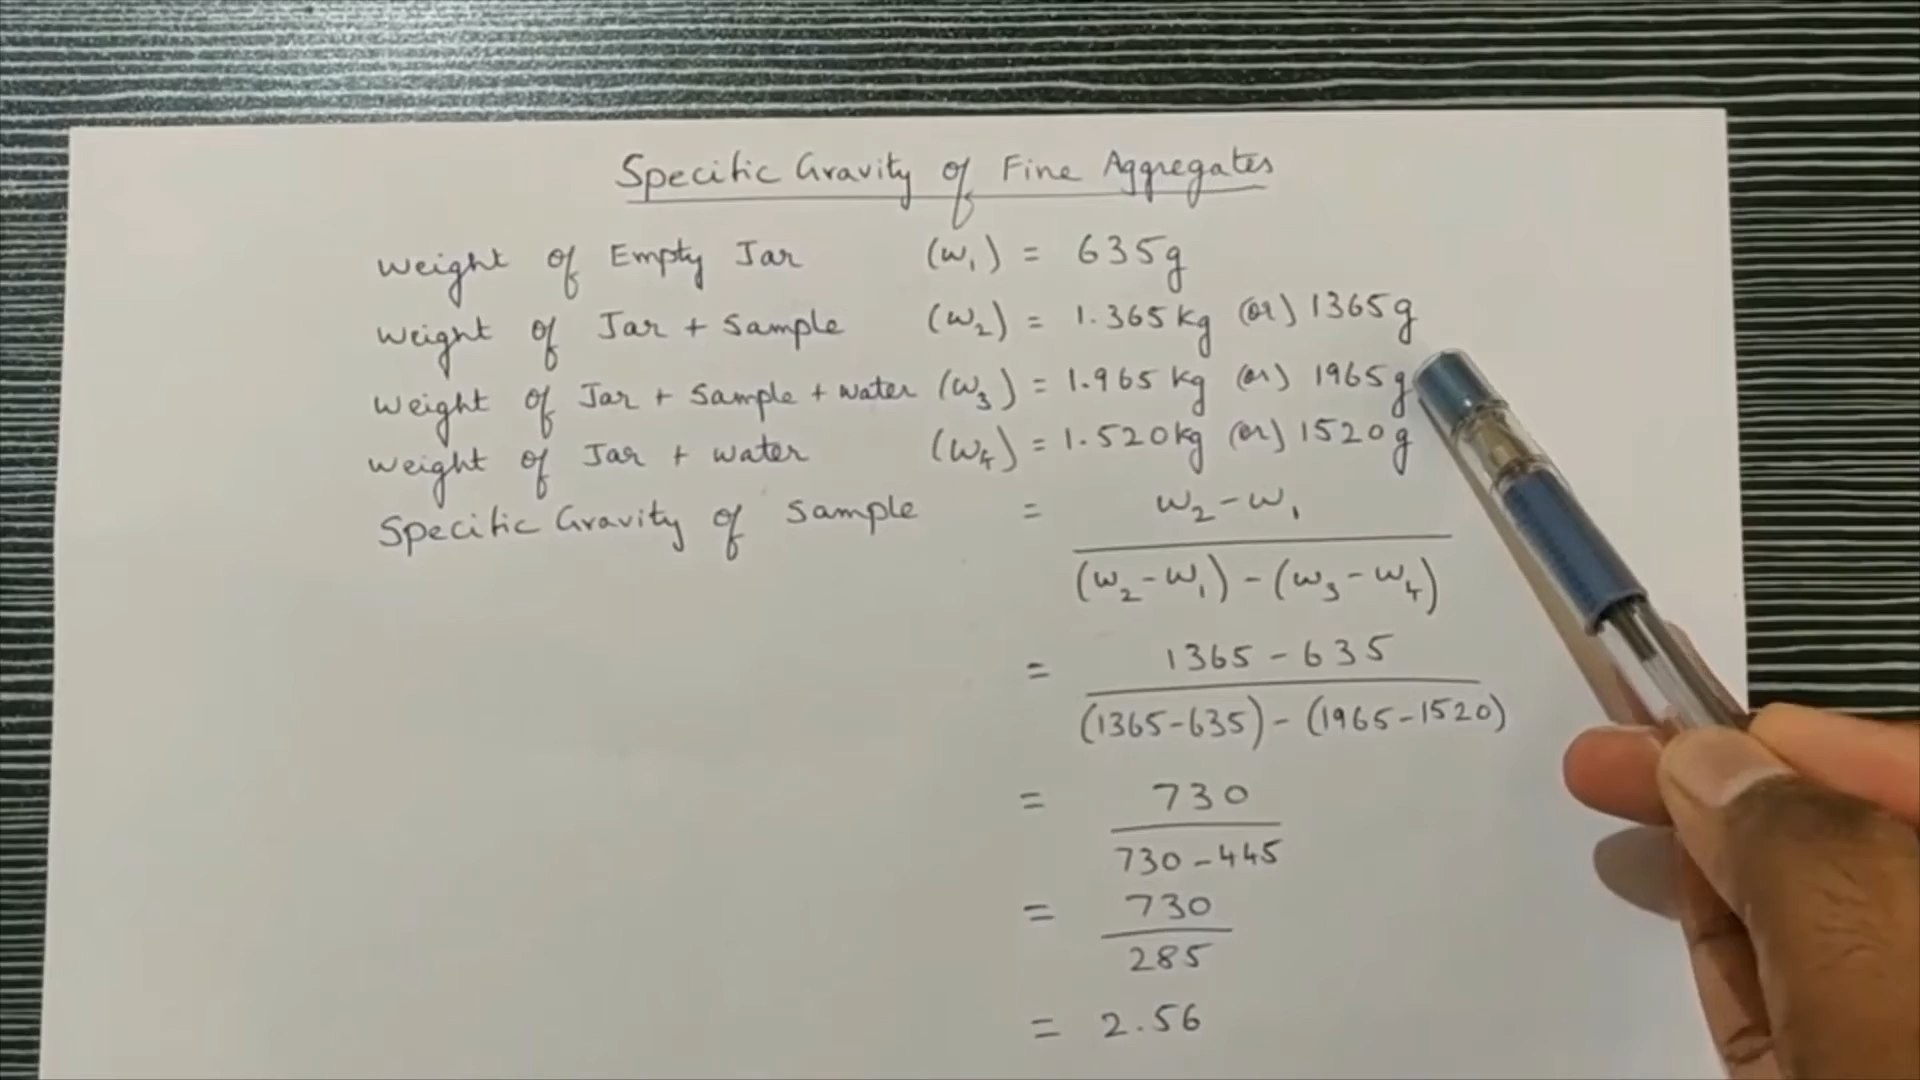 Specific Gravity of Fine Aggregates
Weight of Empty Jar (W1) = 635g
Weight of Jar + Sample (W2) = 1.365 kg (or) 1365g
Weight of Jar + Sample + Water (W3) = 1.965 kg (or) 1965g
Weight of Jar + Water (W4) = 1.520kg (or) 1520g
Specific Gravity of Sample = W2 - W1
(W2 - W1) - (W3 - W4)
= 1365 - 635
(1365-635) - (1965-1520)
= 730
730 - 445
= 730
285
= 2.56